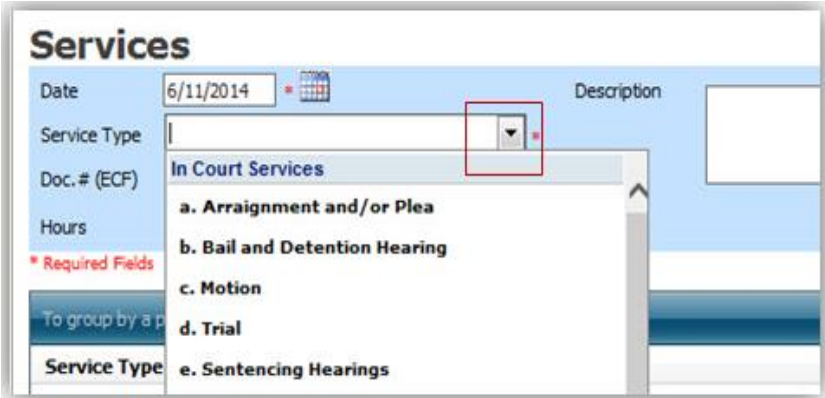 Services
Date 6/11/2014 * Description
Service Type *
In Court Services
Doc. # (ECF)
a. Arraignment and/or Plea
Hours
b. Bail and Detention Hearing
* Required Fields
c. Motion
To group by a p
d. Trial
Service Type
e. Sentencing Hearings